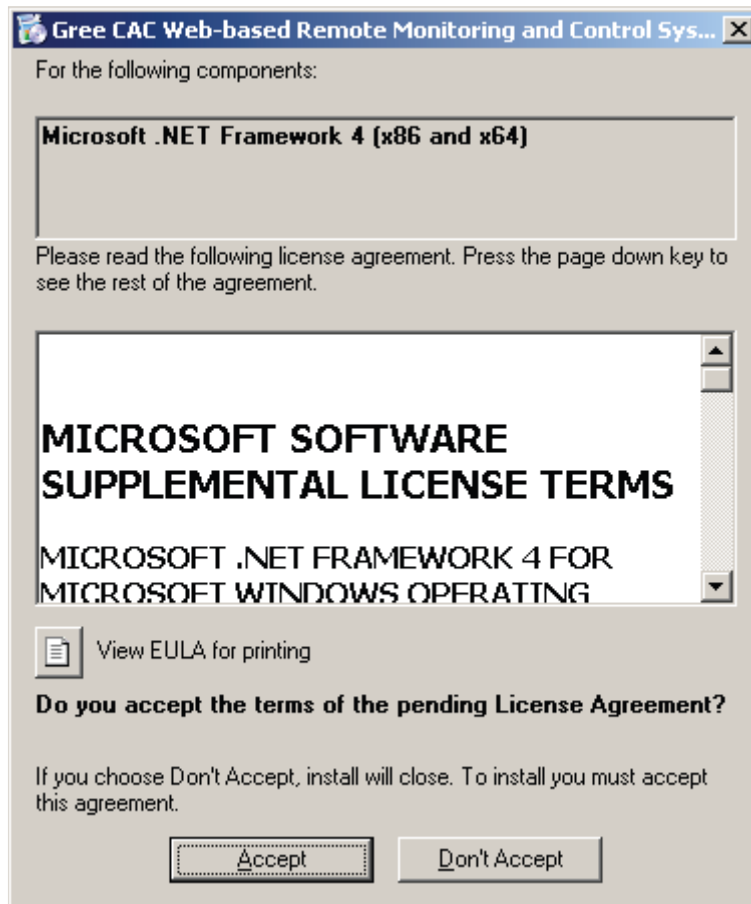 Gree CAC Web-based Remote Monitoring and Control Sys...
For the following components:
Microsoft .NET Framework 4 (x86 and x64)
Please read the following license agreement. Press the page down key to
see the rest of the agreement.
MICROSOFT SOFTWARE
SUPPLEMENTAL LICENSE TERMS
MICROSOFT .NET FRAMEWORK 4 FOR
MICROSOFT WINDOWS OPERATING
View EULA for printing
Do you accept the terms of the pending License Agreement?
If you choose Don't Accept, install will close. To install you must accept
this agreement.
Accept Don't Accept